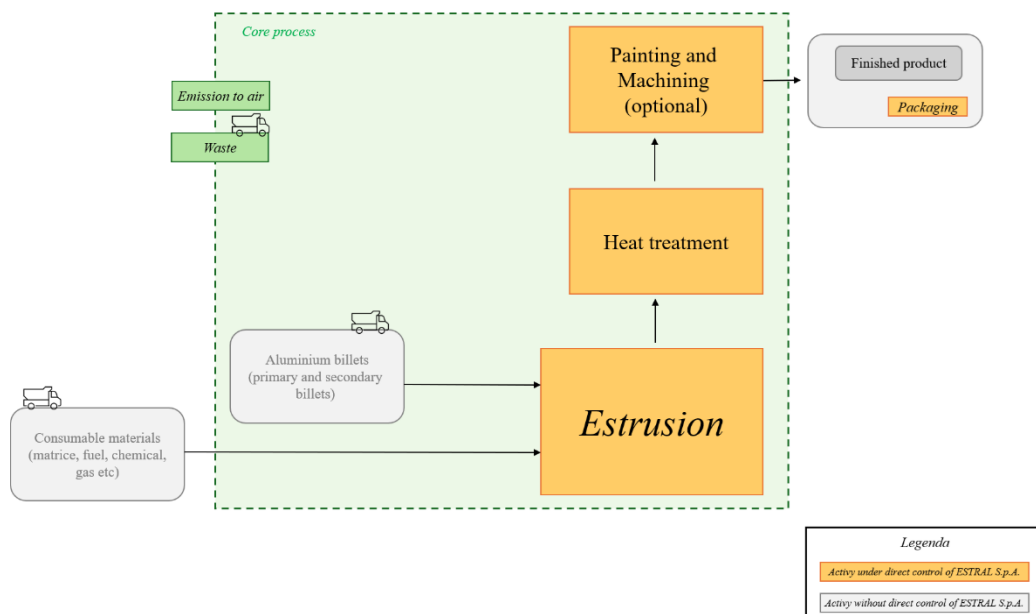 Core process
Painting and
Machining
(optional)
Finished product
Packaging
Emission to air
Waste
Heat treatment
Aluminium billets
(primary and secondary
billets)
Estrusion
Consumable materials
(matrice, fuel, chemical,
gas etc)
Legenda
Activy under direct control of ESTRAL S.p.A.
Activy without direct control of ESTRAL S.p.A.